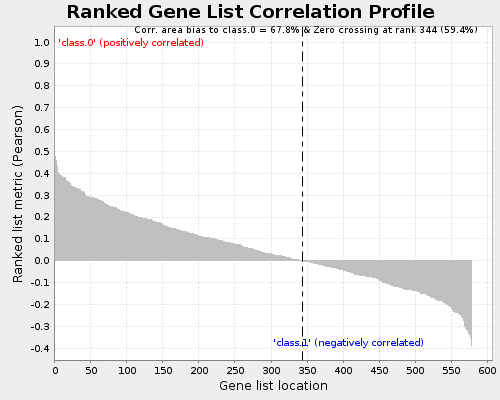 Ranked Gene List Correlation Profile
Corr. area bias to class.0 = 67.8% & Zero crossing at rank 344 (59.4%)
'class.0' (positively correlated)
1.0
0.9
0.8
0.7
0.6
0.5
0.4
0.3
0.2
0.1
0.0
-0.1
-0.2
-0.3
-0.4
Ranked list metric (Pearson)
'class.1' (negatively correlated)
0 50 100 150 200 250 300 350 400 450 500 550 600
Gene list location